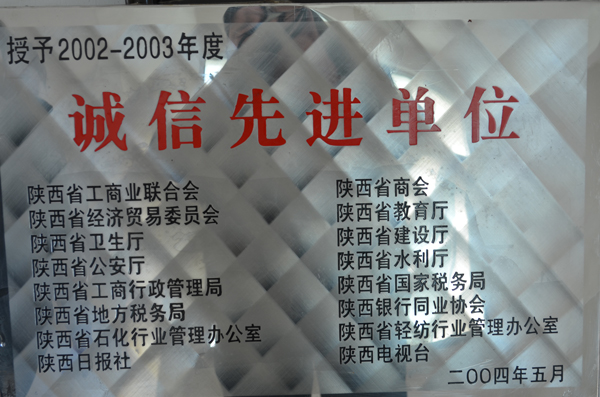 授予2002-2003年度
诚信先进单位
陕西省工商业联合会
陕西省经济贸易委员会
陕西省卫生厅
陕西省公安厅
陕西省工商行政管理局
陕西省地方税务局
陕西省石化行业管理办公室
陕西日报社
陕西省商会
陕西省教育厅
陕西省建设厅
陕西省水利厅
陕西省国家税务局
陕西银行同业协会
陕西省轻纺行业管理办公室
陕西电视台
二OO四年五月